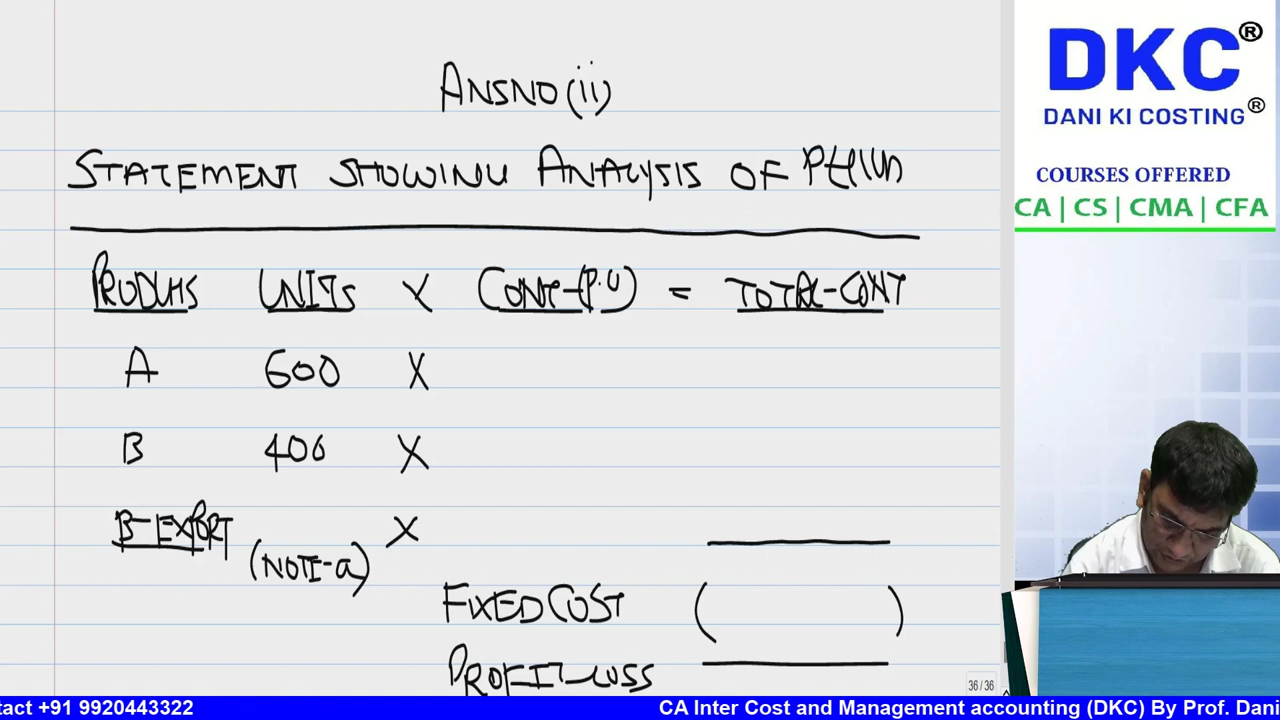 ANSNO(ii)
STATEMENT SHOWING ANALYSIS OF
PRODUCTS UNITS X CONT-(P.U) = TOTAL-CONT
A 600 X
B 400 X
B-EXPORT X
(NOTE-a)
FIXED COST ( )
PROFIT-LOSS
36/36
DKC®
DANI KI COSTING®
COURSES OFFERED
CA | CS | CMA | CFA
tact +91 9920443322 CA Inter Cost and Management accounting (DKC) By Prof. Dani